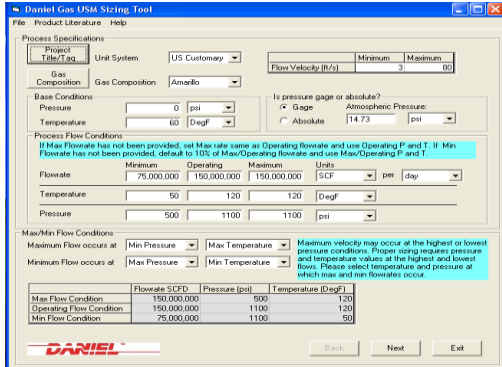 Daniel Gas USM Sizing Tool
File Product Literature Help
Process Specifications
Project Title/Tag Unit System US Customary
Minimum Maximum
Flow Velocity (ft/s) 3 80
Gas Composition Gas Composition Amarillo
Base Conditions
Pressure 0 psi
Temperature 60 DegF
Is pressure gage or absolute?
Gage Atmospheric Pressure:
Absolute 14.73 psi
Process Flow Conditions
If Max Flowrate has not been provided, set Max rate same as Operating flowrate and use Operating P and T. If Min
Flowrate has not been provided, default to 10% of Max/Operating flowrate and use Max/Operating P and T.
Minimum Operating Maximum Units
Flowrate 75,000,000 150,000,000 150,000,000 SCF per day
Temperature 50 120 120 DegF
Pressure 500 1100 1100 psi
Max/Min Flow Conditions
Maximum Flow occurs at Min Pressure Max Temperature
Minimum Flow occurs at Max Pressure Min Temperature
Maximum velocity may occur at the highest or lowest
pressure conditions. Proper sizing requires pressure
and temperature values at the highest and lowest
flows. Please select temperature and pressure at
which max and min flowrates occur.
Flowrate SCFD Pressure (psi) Temperature (DegF)
Max Flow Condition 150,000,000 500 120
Operating Flow Condition 150,000,000 1100 120
Min Flow Condition 75,000,000 1100 50
DANIEL
Back Next Exit